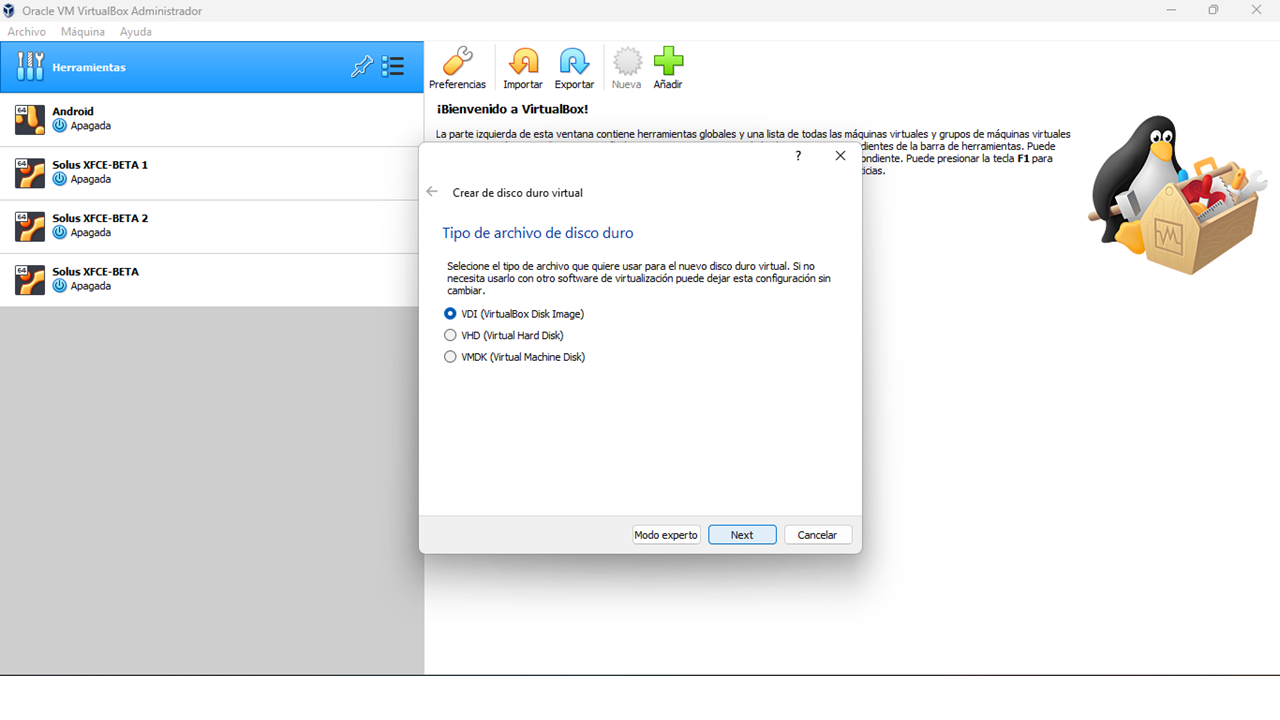 Oracle VM VirtualBox Administrador
Archivo Máquina Ayuda
Herramientas
Preferencias Importar Exportar Nueva Añadir
64 Android
Apagada
64 Solus XFCE-BETA 1
Apagada
64 Solus XFCE-BETA 2
Apagada
64 Solus XFCE-BETA
Apagada
¡Bienvenido a VirtualBox!
La parte izquierda de esta ventana contiene herramientas globales y una lista de todas las máquinas virtuales y grupos de máquinas virtuales
dientes de la barra de herramientas. Puede
ondiente. Puede presionar la tecla F1 para
icias.
?
Crear de disco duro virtual
Tipo de archivo de disco duro
Selecione el tipo de archivo que quiere usar para el nuevo disco duro virtual. Si no
necesita usarlo con otro software de virtualización puede dejar esta configuración sin
cambiar.
VDI (VirtualBox Disk Image)
VHD (Virtual Hard Disk)
VMDK (Virtual Machine Disk)
Modo experto Next Cancelar